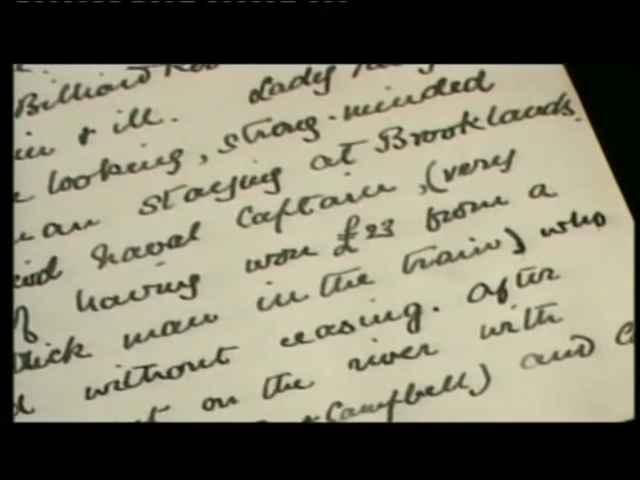 Billiard
& ill. Lady
looking, strong-minded
staying at Brooklands.
naval Captain, (very
having won £23 from a
man in the train) who
without ceasing. After
on the river with
Campbell) and